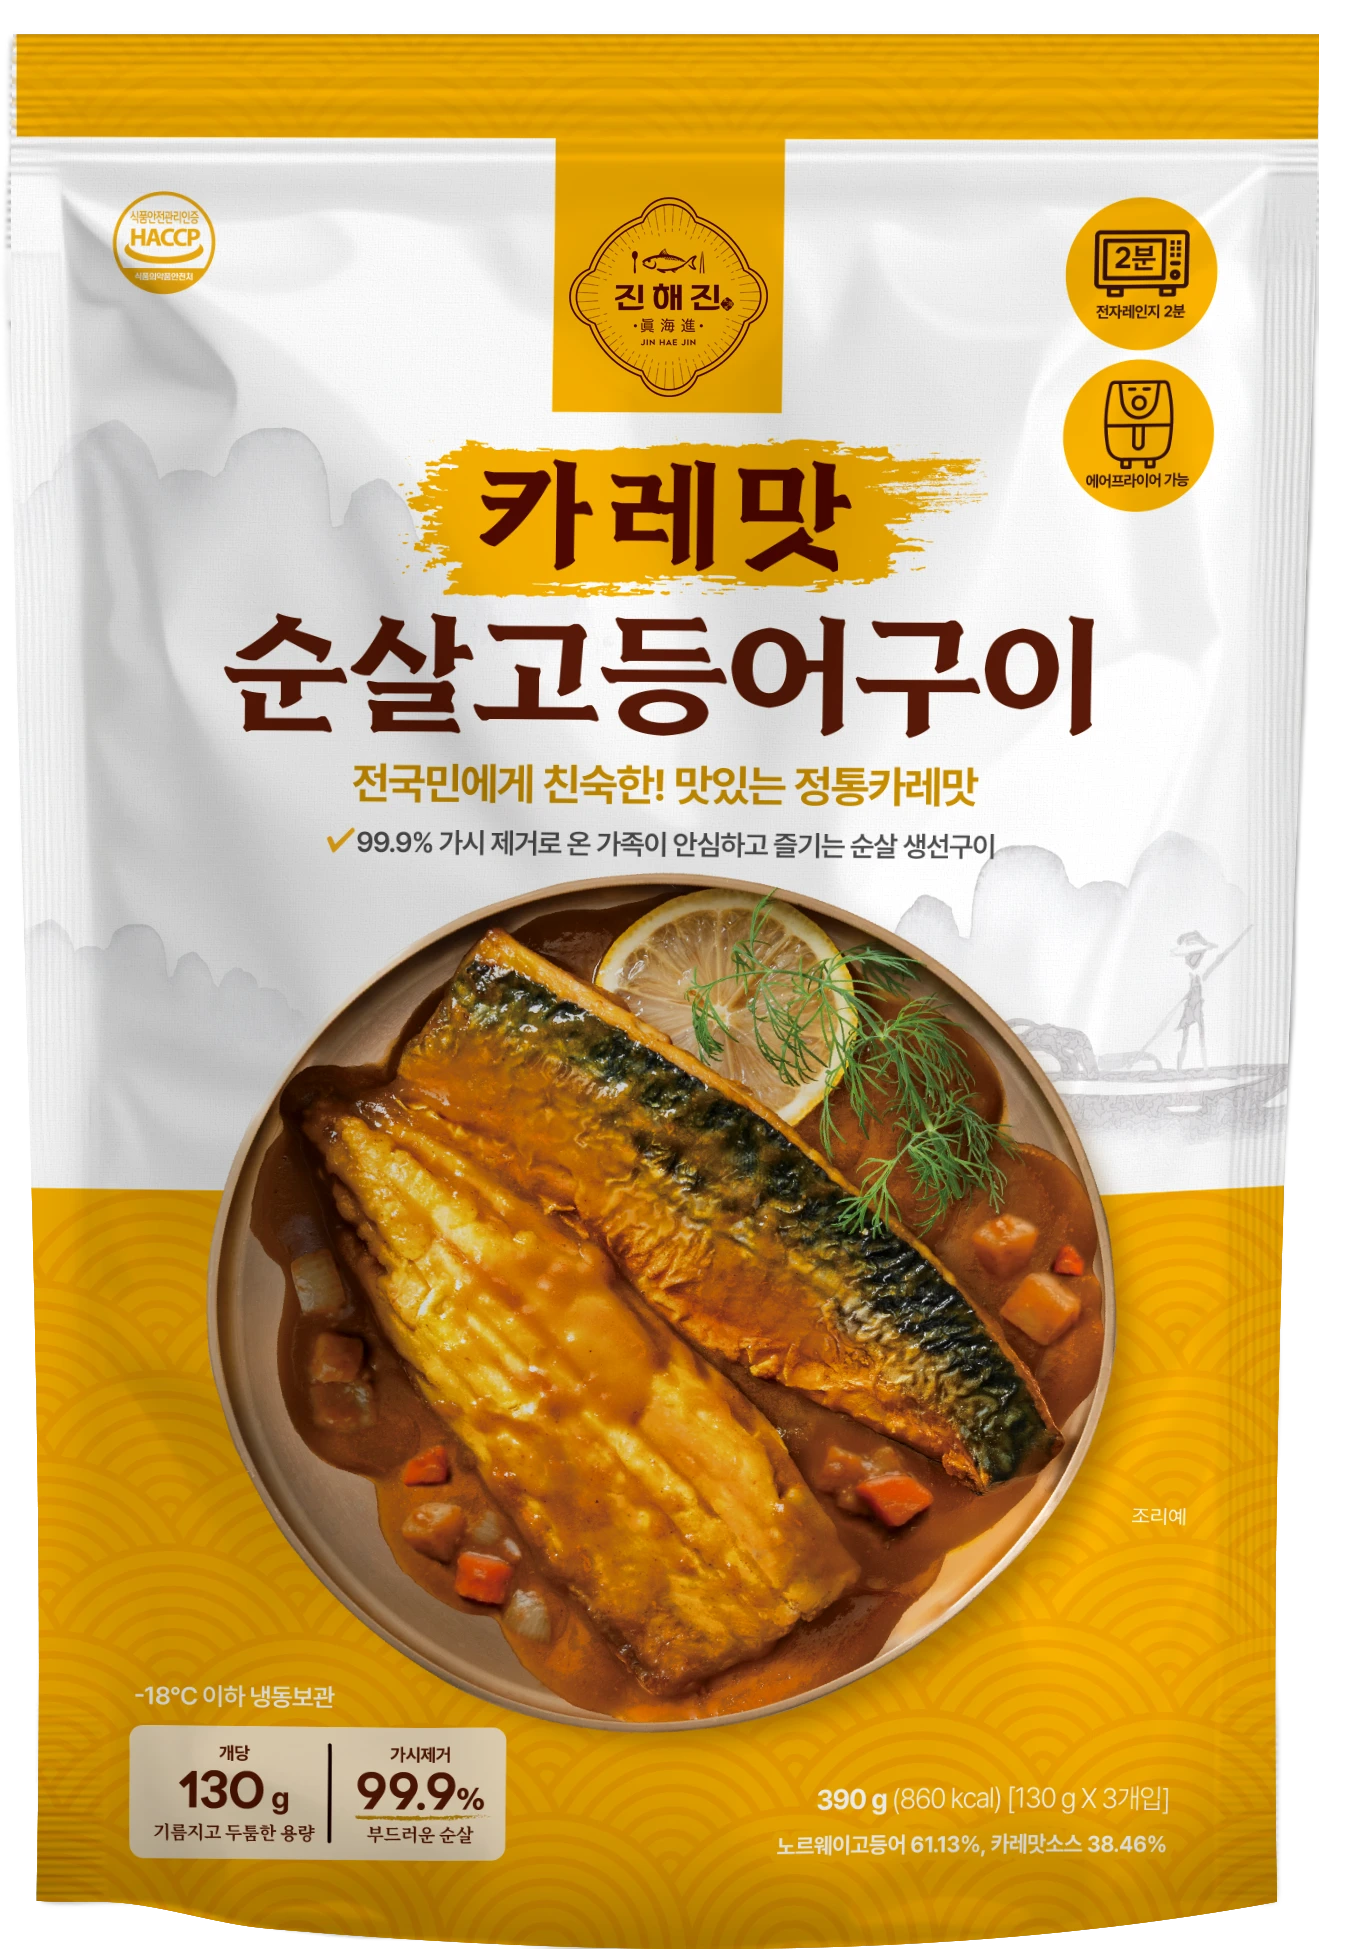 식품안전관리인증
HACCP
식품의약품안전처
진해진
·眞海進·
JIN HAE JIN
2분
전자레인지 2분
에어프라이어 가능
카레맛
순살고등어구이
전국민에게 친숙한! 맛있는 정통카레맛
99.9% 가시 제거로 온 가족이 안심하고 즐기는 순살 생선구이
조리예
-18°C 이하 냉동보관
개당
130 g
기름지고 두툼한 용량
가시제거
99.9%
부드러운 순살
390 g (860 kcal) [130 g X 3개입]
노르웨이고등어 61.13%, 카레맛소스 38.46%